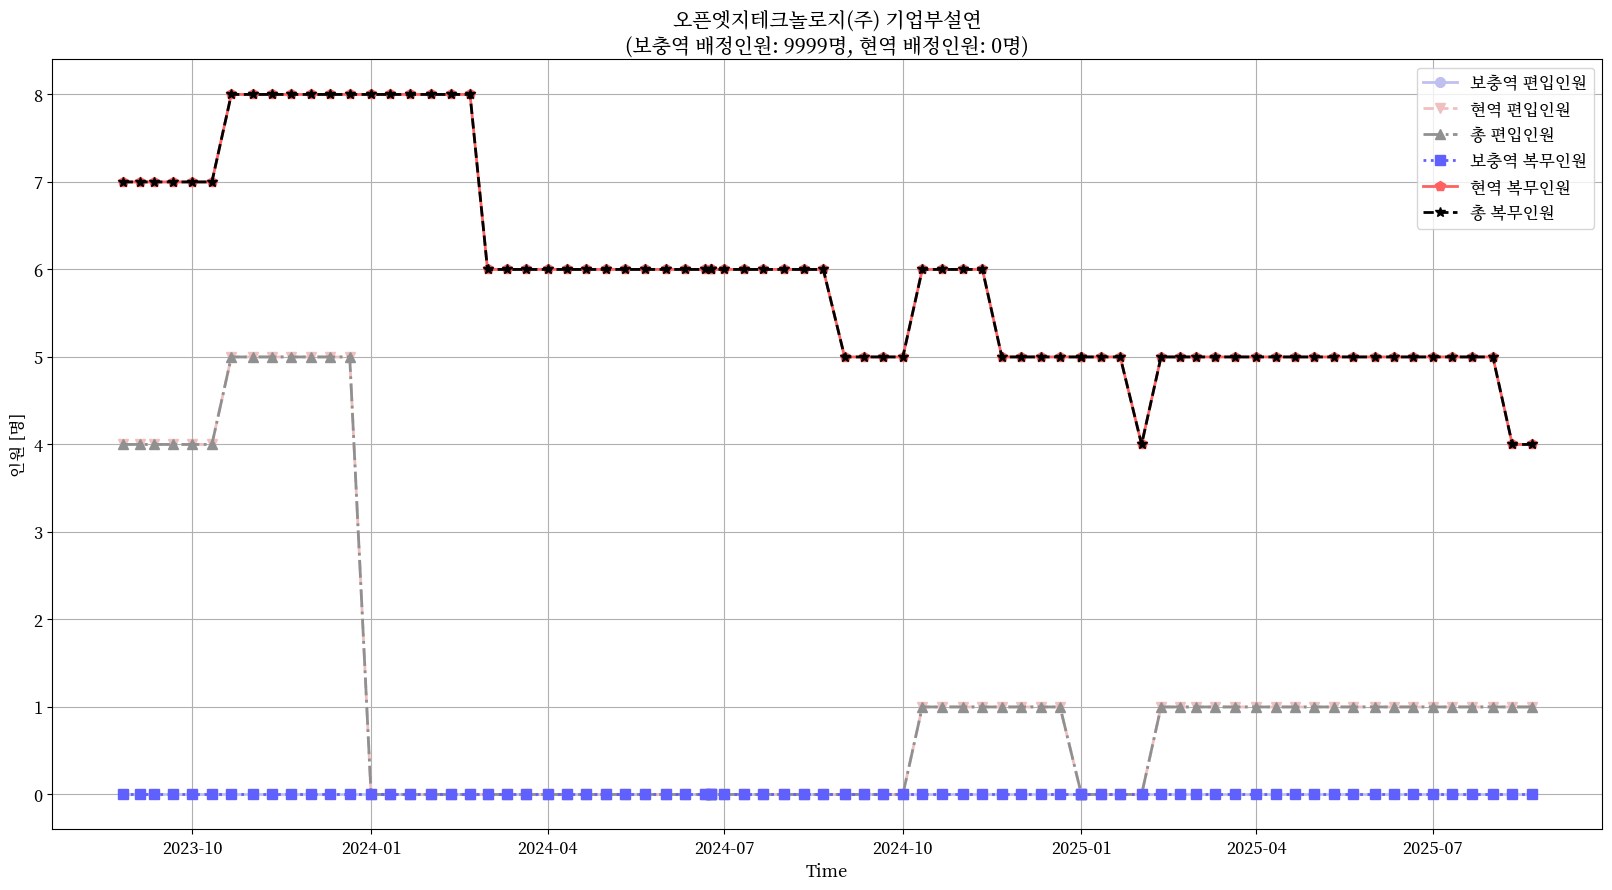 오픈엣지테크놀로지(주) 기업부설연
(보충역 배정인원: 9999명, 현역 배정인원: 0명)
보충역 편입인원
현역 편입인원
총 편입인원
보충역 복무인원
현역 복무인원
총 복무인원
인원 [명]
8
7
6
5
4
3
2
1
0
2023-10
2024-01
2024-04
2024-07
2024-10
2025-01
2025-04
2025-07
Time